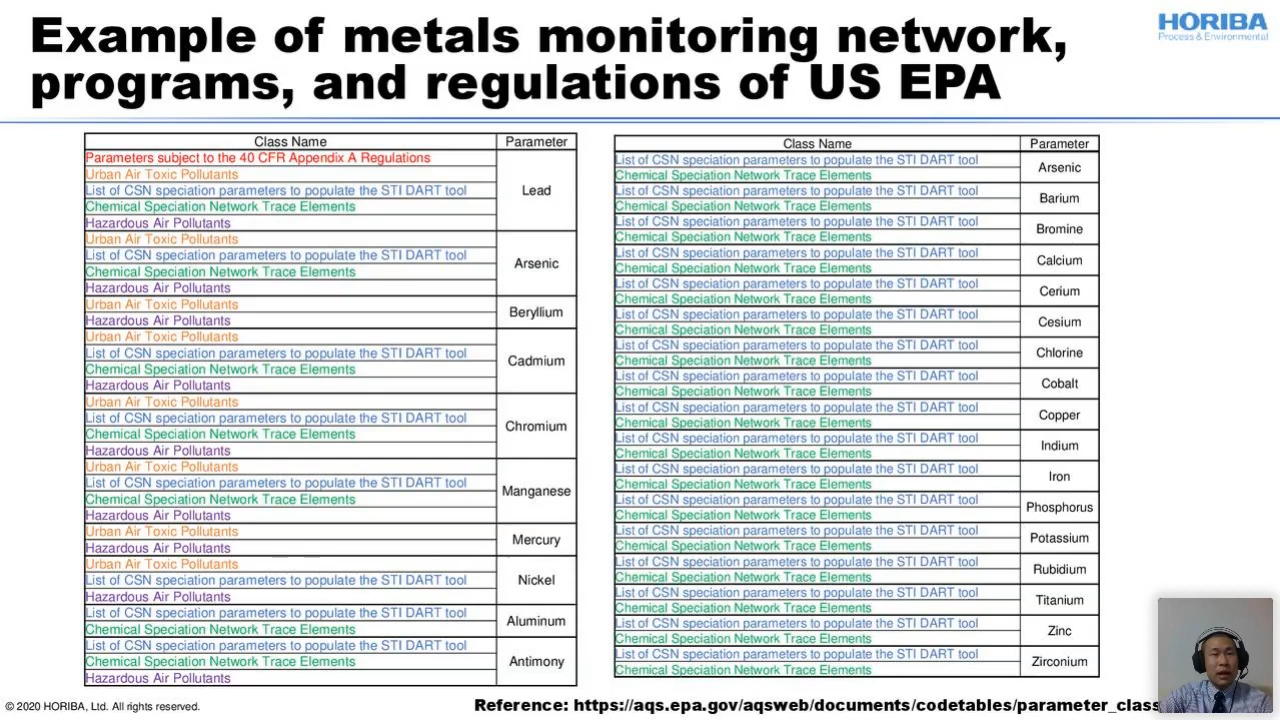 Example of metals monitoring network,
programs, and regulations of US EPA
HORIBA
Process & Environmental
Class Name Parameter
Parameters subject to the 40 CFR Appendix A Regulations
Urban Air Toxic Pollutants
List of CSN speciation parameters to populate the STI DART tool
Chemical Speciation Network Trace Elements
Hazardous Air Pollutants
Lead
Urban Air Toxic Pollutants
List of CSN speciation parameters to populate the STI DART tool
Chemical Speciation Network Trace Elements
Hazardous Air Pollutants
Arsenic
Urban Air Toxic Pollutants
Hazardous Air Pollutants
Beryllium
Urban Air Toxic Pollutants
List of CSN speciation parameters to populate the STI DART tool
Chemical Speciation Network Trace Elements
Hazardous Air Pollutants
Cadmium
Urban Air Toxic Pollutants
List of CSN speciation parameters to populate the STI DART tool
Chemical Speciation Network Trace Elements
Hazardous Air Pollutants
Chromium
Urban Air Toxic Pollutants
List of CSN speciation parameters to populate the STI DART tool
Chemical Speciation Network Trace Elements
Hazardous Air Pollutants
Manganese
Urban Air Toxic Pollutants
Hazardous Air Pollutants
Mercury
Urban Air Toxic Pollutants
List of CSN speciation parameters to populate the STI DART tool
Hazardous Air Pollutants
Nickel
List of CSN speciation parameters to populate the STI DART tool
Chemical Speciation Network Trace Elements
Aluminum
List of CSN speciation parameters to populate the STI DART tool
Chemical Speciation Network Trace Elements
Hazardous Air Pollutants
Antimony
Class Name Parameter
List of CSN speciation parameters to populate the STI DART tool
Chemical Speciation Network Trace Elements
Arsenic
List of CSN speciation parameters to populate the STI DART tool
Chemical Speciation Network Trace Elements
Barium
List of CSN speciation parameters to populate the STI DART tool
Chemical Speciation Network Trace Elements
Bromine
List of CSN speciation parameters to populate the STI DART tool
Chemical Speciation Network Trace Elements
Calcium
List of CSN speciation parameters to populate the STI DART tool
Chemical Speciation Network Trace Elements
Cerium
List of CSN speciation parameters to populate the STI DART tool
Chemical Speciation Network Trace Elements
Cesium
List of CSN speciation parameters to populate the STI DART tool
Chemical Speciation Network Trace Elements
Chlorine
List of CSN speciation parameters to populate the STI DART tool
Chemical Speciation Network Trace Elements
Cobalt
List of CSN speciation parameters to populate the STI DART tool
Chemical Speciation Network Trace Elements
Copper
List of CSN speciation parameters to populate the STI DART tool
Chemical Speciation Network Trace Elements
Indium
List of CSN speciation parameters to populate the STI DART tool
Chemical Speciation Network Trace Elements
Iron
List of CSN speciation parameters to populate the STI DART tool
Chemical Speciation Network Trace Elements
Phosphorus
List of CSN speciation parameters to populate the STI DART tool
Chemical Speciation Network Trace Elements
Potassium
List of CSN speciation parameters to populate the STI DART tool
Chemical Speciation Network Trace Elements
Rubidium
List of CSN speciation parameters to populate the STI DART tool
Chemical Speciation Network Trace Elements
Titanium
List of CSN speciation parameters to populate the STI DART tool
Chemical Speciation Network Trace Elements
Zinc
List of CSN speciation parameters to populate the STI DART tool
Chemical Speciation Network Trace Elements
Zirconium
© 2020 HORIBA, Ltd. All rights reserved.
Reference: https://aqs.epa.gov/aqsweb/documents/codetables/parameter_class